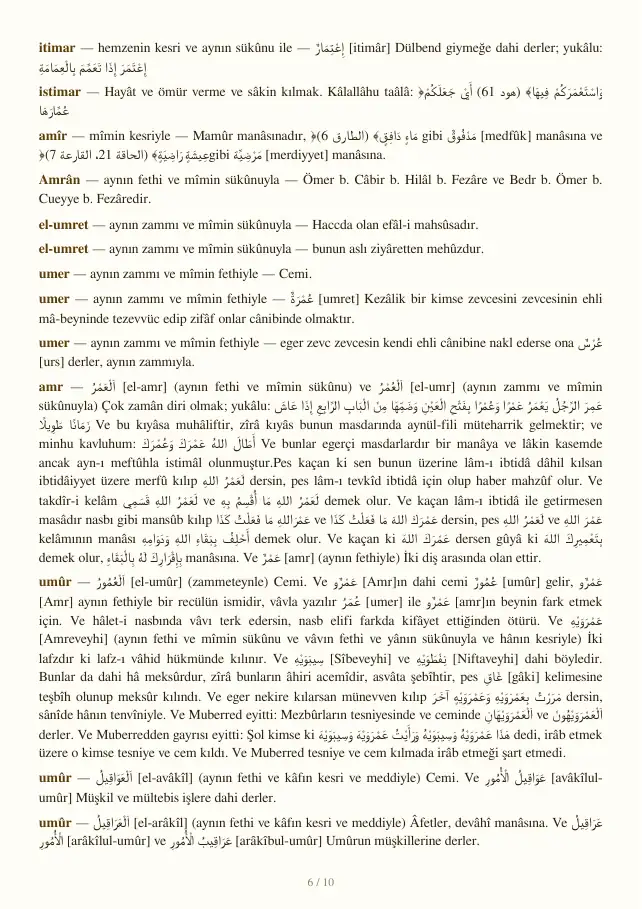 itimar — hemzenin kesri ve aynın sükûnu ile — إِعْتِمَارٌ [itimâr] Dülbend giymeğe dahi derler; yukâlu:
إِعْتَمَرَ إِذَا تَعَمَّمَ بِالْعِمَامَةِ
istimar — Hayât ve ömür verme ve sâkin kılmak. Kâlallâhu taâlâ: ﴿وَاسْتَعْمَرَكُمْ فِيهَا﴾ (هود 61) أَيْ جَعَلَكُمْ
عُمَّارَهَا
amîr — mîmin kesriyle — Mamûr manâsınadır, ﴿مَاءٍ دَافِقٍ﴾ (الطارق 6) gibi مَدْفُوقٌ [medfûk] manâsına ve
﴿عِيشَةٍ رَاضِيَةٍ﴾ (الحاقة 21، القارعة 7) gibi مَرْضِيَّة [merdiyyet] manâsına.
Amrân — aynın fethi ve mîmin sükûnuyla — Ömer b. Câbir b. Hilâl b. Fezâre ve Bedr b. Ömer b.
Cueyye b. Fezâredir.
el-umret — aynın zammı ve mîmin sükûnuyla — Haccda olan efâl-i mahsûsadır.
el-umret — aynın zammı ve mîmin sükûnuyla — bunun aslı ziyâretten mehûzdur.
umer — aynın zammı ve mîmin fethiyle — Cemi.
umer — aynın zammı ve mîmin fethiyle — عُمْرَةٌ [umret] Kezâlik bir kimse zevcesini zevcesinin ehli
mâ-beyninde tezevvüc edip zifâf onlar cânibinde olmaktır.
umer — aynın zammı ve mîmin fethiyle — eger zevc zevcesin kendi ehli cânibine nakl ederse ona عُرْسٌ
[urs] derler, aynın zammıyla.
amr — اَلْعَمْرُ [el-amr] (aynın fethi ve mîmin sükûnu) ve اَلْعُمْرُ [el-umr] (aynın zammı ve mîmin
sükûnuyla) Çok zamân diri olmak; yukâlu: عَمِرَ الرَّجُلُ يَعْمَرُ عَمْرًا وَعُمْرًا بِفَتْحِ الْعَيْنِ وَضَمِّهَا مِنَ الْبَابِ الرَّابِعِ إِذَا عَاشَ
زَمَانًا طَوِيلًا Ve bu kıyâsa muhâliftir, zîrâ kıyâs bunun masdarında aynül-fiili müteharrik gelmektir; ve
minhu kavluhum: أَطَالَ اللهُ عَمْرَكَ وَعُمْرَكَ Ve bunlar egerçi masdarlardır bir manâya ve lâkin kasemde
ancak ayn-ı meftûhla istimâl olunmuştur.Pes kaçan ki sen bunun üzerine lâm-ı ibtidâ dâhil kılsan
ibtidâiyyet üzere merfû kılıp لَعَمْرُ اللهِ dersin, pes lâm-ı tevkîd ibtidâ için olup haber mahzûf olur. Ve
takdîr-i kelâm لَعَمْرُ اللهِ قَسَمِي ve لَعَمْرُ اللهِ مَا أُقْسِمُ بِهِ demek olur. Ve kaçan lâm-ı ibtidâ ile getirmesen
masâdır nasbı gibi mansûb kılıp عَمْرَاللهِ مَا فَعَلْتُ كَذَا ve عَمْرَكَ اللهَ مَا فَعَلْتُ كَذَا dersin, pes لَعَمْرُ اللهِ ve عَمْرَ اللهِ
kelâmının manâsı أَحْلِفُ بِبَقَاءِ اللهِ وَدَوَامِهِ demek olur. Ve kaçan ki عَمْرَكَ اللهَ dersen gûyâ ki بِتَعْمِيرِكَ اللهَ
demek olur, بِإِقْرَارِكَ لَهُ بِالْبَقَاءِ manâsına. Ve عَمْرٌ [amr] (aynın fethiyle) İki diş arasında olan ettir.
umûr — اَلْعُمُورُ [el-umûr] (zammeteynle) Cemi. Ve عَمْرٌو [Amr]ın dahi cemi عُمُورٌ [umûr] gelir, عَمْرٌو
[Amr] aynın fethiyle bir recülün ismidir, vâvla yazılır عُمَرُ [umer] ile عَمْرٌو [amr]ın beynin fark etmek
için. Ve hâlet-i nasbında vâvı terk edersin, nasb elifi farkda kifâyet ettiğinden ötürü. Ve عَمْرَوَيْهِ
[Amreveyhi] (aynın fethi ve mîmin sükûnu ve vâvın fethi ve yânın sükûnuyla ve hânın kesriyle) İki
lafzdır ki lafz-ı vâhid hükmünde kılınır. Ve سِيبَوَيْهِ [Sîbeveyhi] ve نِفْطَوَيْهِ [Niftaveyhi] dahi böyledir.
Bunlar da dahi hâ meksûrdur, zîrâ bunların âhiri acemîdir, asvâta şebîhtir, pes غَاقِ [gâki] kelimesine
teşbîh olunup meksûr kılındı. Ve eger nekire kılarsan münevven kılıp مَرَرْتُ بِعَمْرَوَيْهِ وَعَمْرَوَيْهٍ آخَرَ dersin,
sânîde hânın tenvîniyle. Ve Muberred eyitti: Mezbûrların tesniyesinde ve ceminde اَلْعَمْرَوَيْهَانِ ve اَلْعَمْرَوَيْهُونَ
derler. Ve Muberredden gayrısı eyitti: Şol kimse ki هَذَا عَمْرَوَيْهُ وَسِيبَوَيْهُ وَرَأَيْتُ عَمْرَوَيْهَ وَسِيبَوَيْهَ dedi, irâb etmek
üzere o kimse tesniye ve cem kıldı. Ve Muberred tesniye ve cem kılmada irâb etmeği şart etmedi.
umûr — اَلْعَوَاقِيلُ [el-avâkîl] (aynın fethi ve kâfın kesri ve meddiyle) Cemi. Ve عَوَاقِيلُ الْأُمُورِ [avâkîlul-
umûr] Müşkil ve mültebis işlere dahi derler.
umûr — اَلْعَرَاقِيلُ [el-arâkîl] (aynın fethi ve kâfın kesri ve meddiyle) Âfetler, devâhî manâsına. Ve عَرَاقِيلُ
الْأُمُورِ [arâkîlul-umûr] ve عَرَاقِيبُ الْأُمُورِ [arâkîbul-umûr] Umûrun müşkillerine derler.
6 / 10